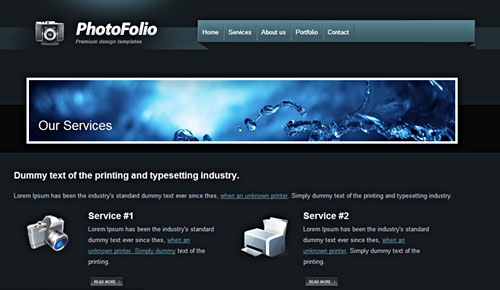 PhotoFolio
Premium design templates
Home Services About us Portfolio Contact
Our Services
Dummy text of the printing and typesetting industry.
Lorem Ipsum has been the industry's standard dummy text ever since thes, when an unknown printer. Simply dummy text of the printing and typesetting industry.
Service #1
Lorem Ipsum has been the industry's standard
dummy text ever sinces thes, when an
unknown printer. Simply dummy text of the
printing.
READ MORE
Service #2
Lorem Ipsum has been the industry's standard
dummy text ever sinces thes, when an
unknown printer. Simply dummy text of the
printing.
READ MORE